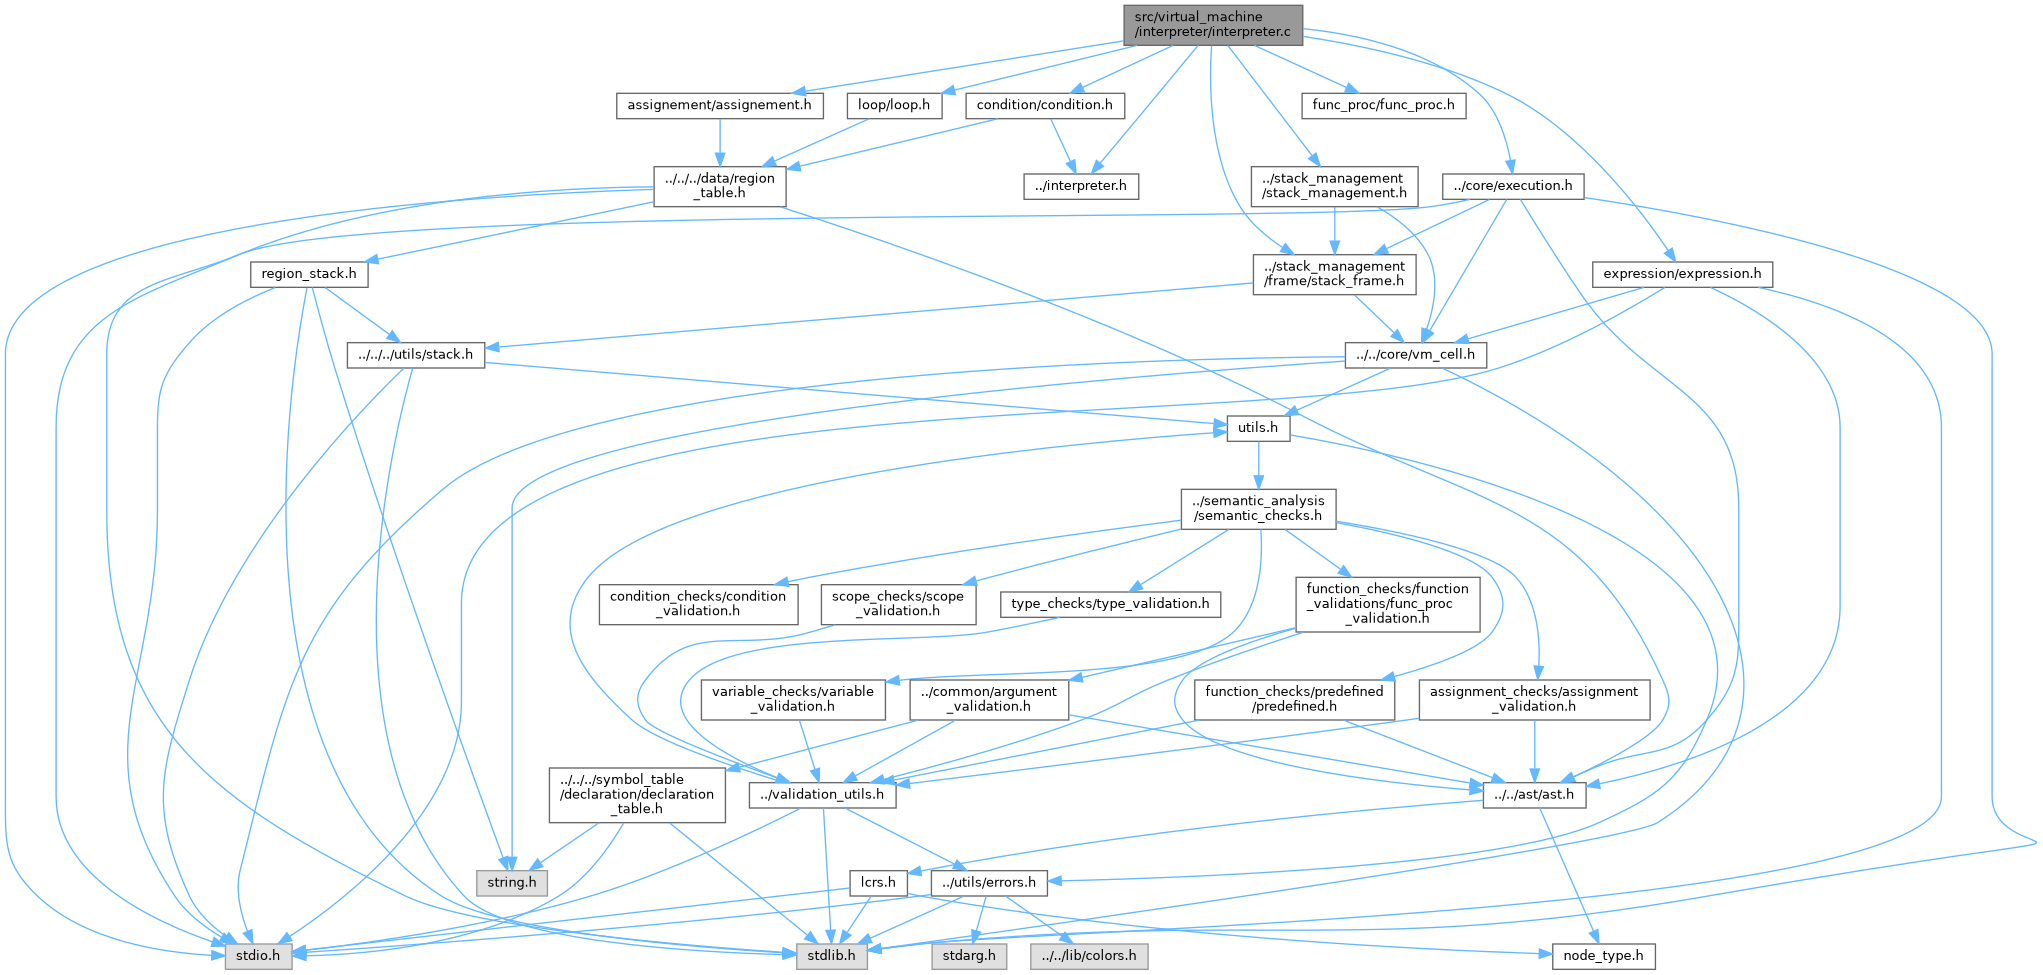 src/virtual_machine
/interpreter/interpreter.c
assignement/assignement.h
loop/loop.h
condition/condition.h
func_proc/func_proc.h
../../../data/region
_table.h
../interpreter.h
../stack_management
/stack_management.h
../core/execution.h
region_stack.h
../stack_management
/frame/stack_frame.h
expression/expression.h
../../../utils/stack.h
../../core/vm_cell.h
utils.h
../semantic_analysis
/semantic_checks.h
condition_checks/condition
_validation.h
scope_checks/scope
_validation.h
type_checks/type_validation.h
function_checks/function
_validations/func_proc
_validation.h
variable_checks/variable
_validation.h
../common/argument
_validation.h
function_checks/predefined
/predefined.h
assignment_checks/assignment
_validation.h
../../../symbol_table
/declaration/declaration
_table.h
../validation_utils.h
../../ast/ast.h
string.h
lcrs.h
../utils/errors.h
stdio.h
stdlib.h
stdarg.h
../../lib/colors.h
node_type.h